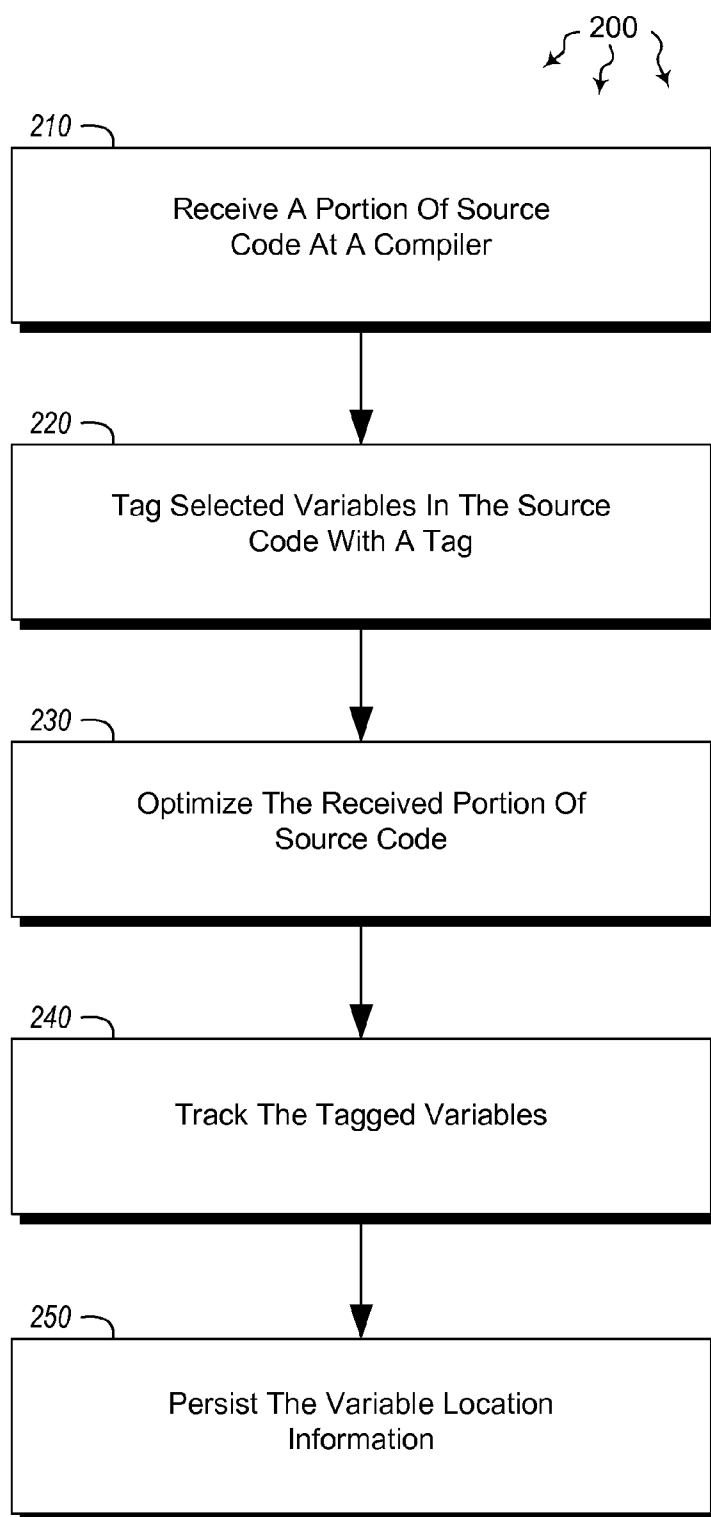 200
210
Receive A Portion Of Source
Code At A Compiler
220
Tag Selected Variables In The Source
Code With A Tag
230
Optimize The Received Portion Of
Source Code
240
Track The Tagged Variables
250
Persist The Variable Location
Information